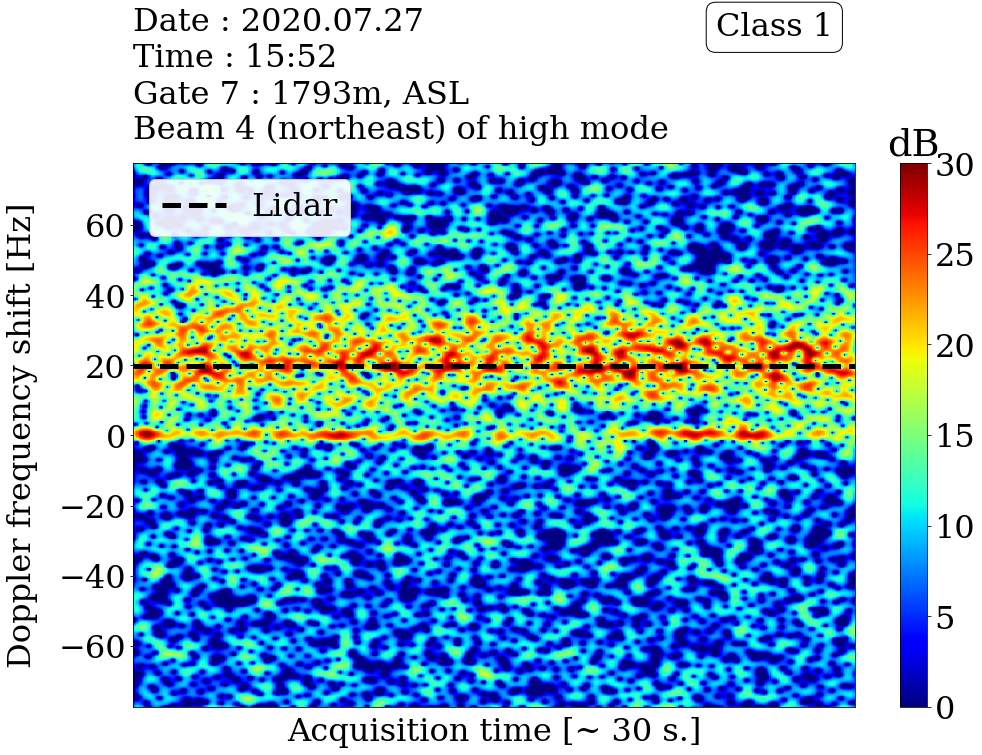 Date : 2020.07.27
Time : 15:52
Gate 7 : 1793m, ASL
Beam 4 (northeast) of high mode
Class 1
dB
Lidar
Doppler frequency shift [Hz]
60
40
20
0
−20
−40
−60
30
25
20
15
10
5
0
Acquisition time [~ 30 s.]